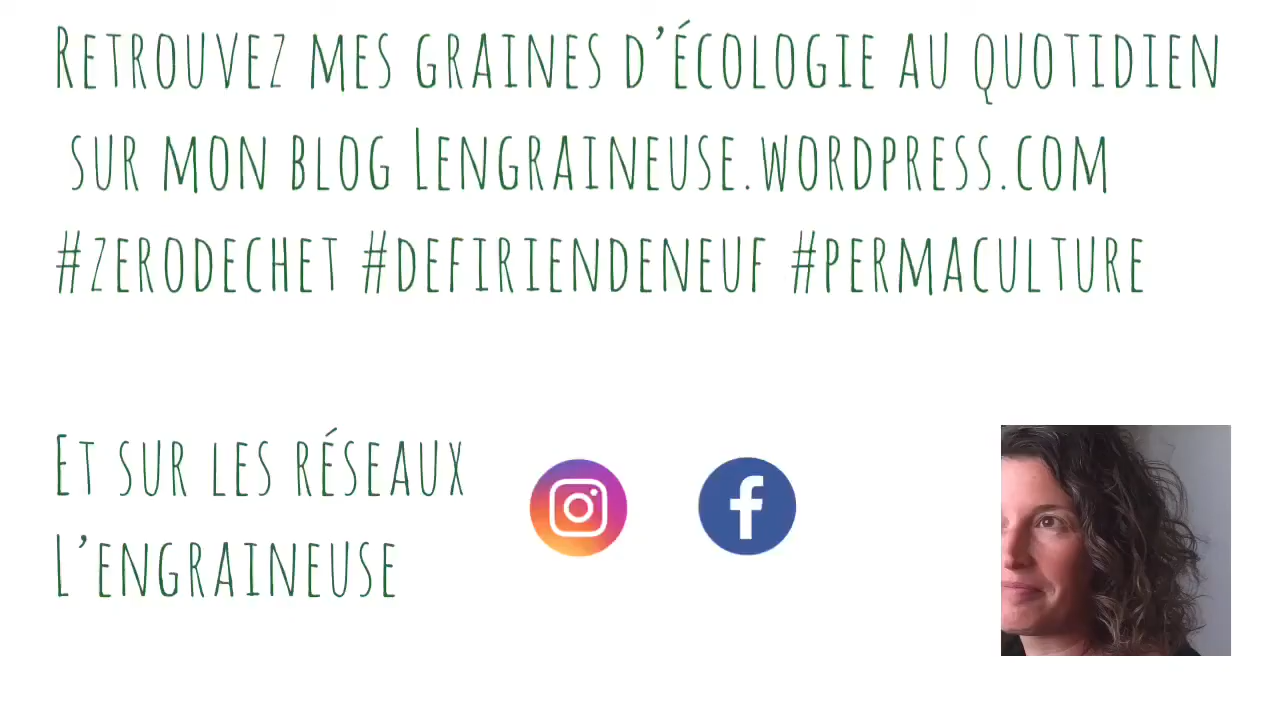 Retrouvez mes graines d'écologie au quotidien
sur mon blog Lengraineuse.wordpress.com
#zerodechet #defiriendeneuf #permaculture
Et sur les réseaux
L'engraineuse